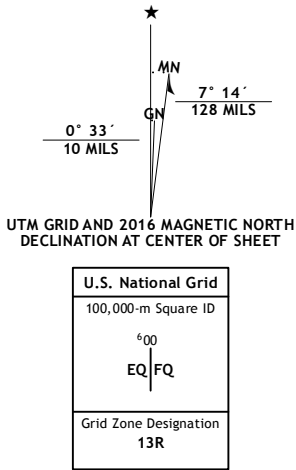 ★
MN
7° 14´
128 MILS
GN
0° 33´
10 MILS
UTM GRID AND 2016 MAGNETIC NORTH
DECLINATION AT CENTER OF SHEET
U.S. National Grid
100,000-m Square ID
⁶00
EQ FQ
Grid Zone Designation
13R